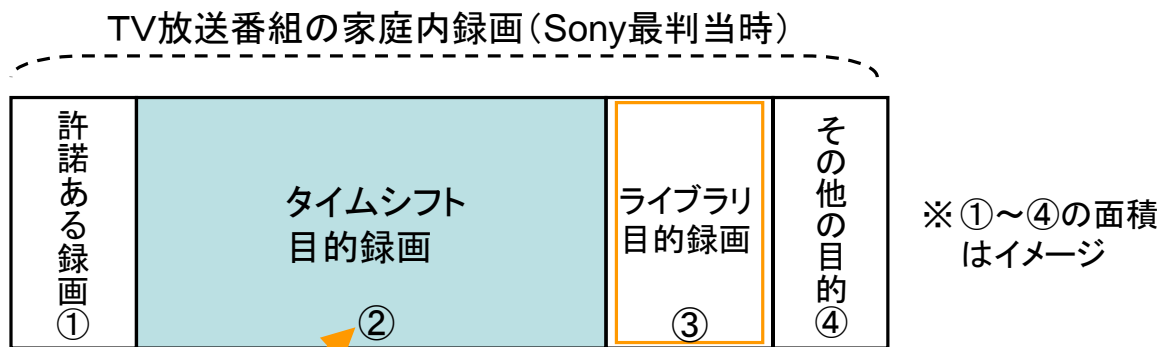 TV放送番組の家庭内録画(Sony最判当時)
許諾ある録画①
タイムシフト
目的録画
②
ライブラリ
目的録画
③
その他の目的④
※①~④の面積
はイメージ